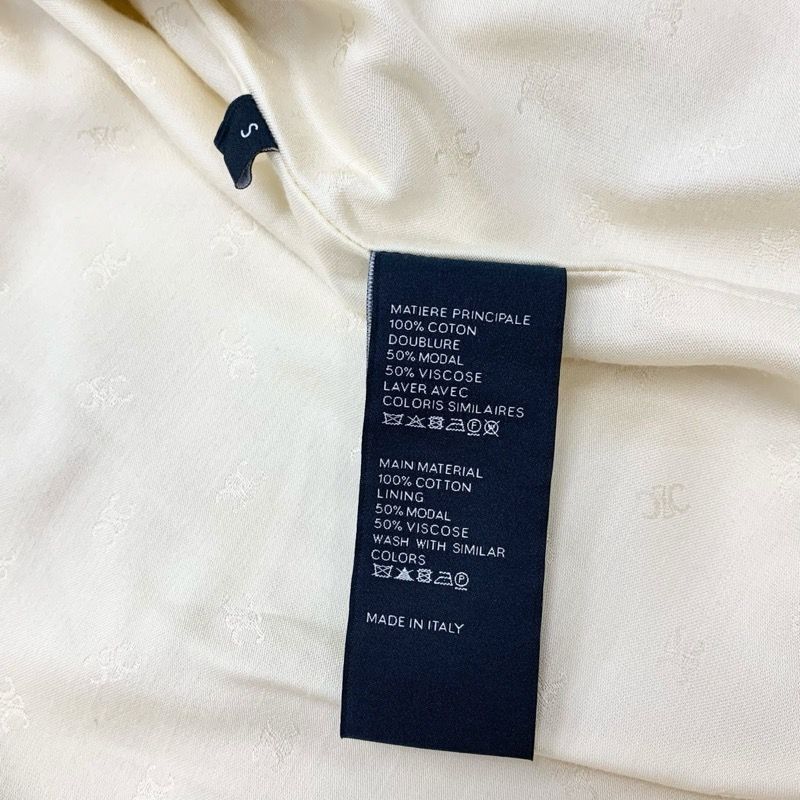 S
MATIERE PRINCIPALE
100% COTON
DOUBLURE
50% MODAL
50% VISCOSE
LAVER AVEC
COLORIS SIMILAIRES
F W
MAIN MATERIAL
100% COTTON
LINING
50% MODAL
50% VISCOSE
WASH WITH SIMILAR
COLORS
P
MADE IN ITALY